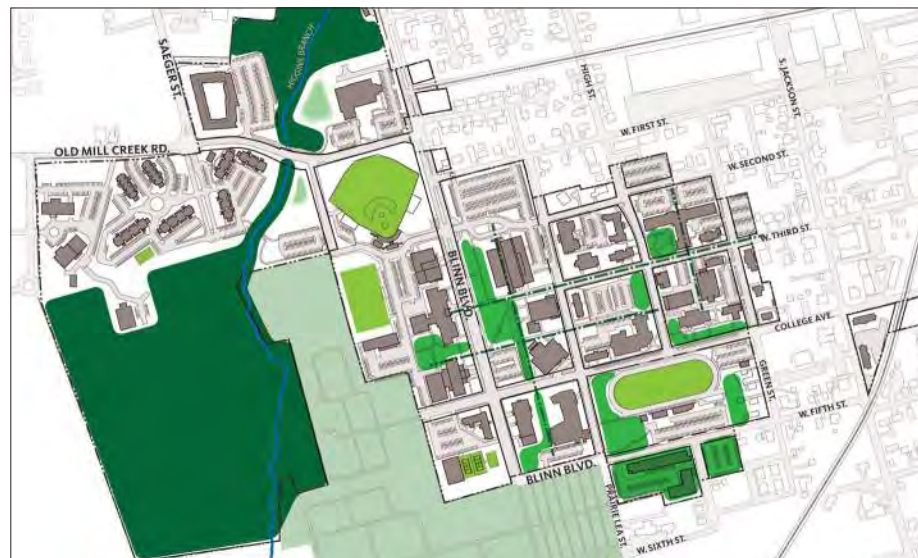 SAEGER ST.
HIGGINS BRANCH
HIGH ST.
S. JACKSON ST.
W. FIRST ST.
OLD MILL CREEK RD.
W. SECOND ST.
W. THIRD ST.
BLINN BLVD.
COLLEGE AVE.
GREEN ST.
W. FIFTH ST.
BLINN BLVD.
PRAIRIE LEA ST.
W. SIXTH ST.